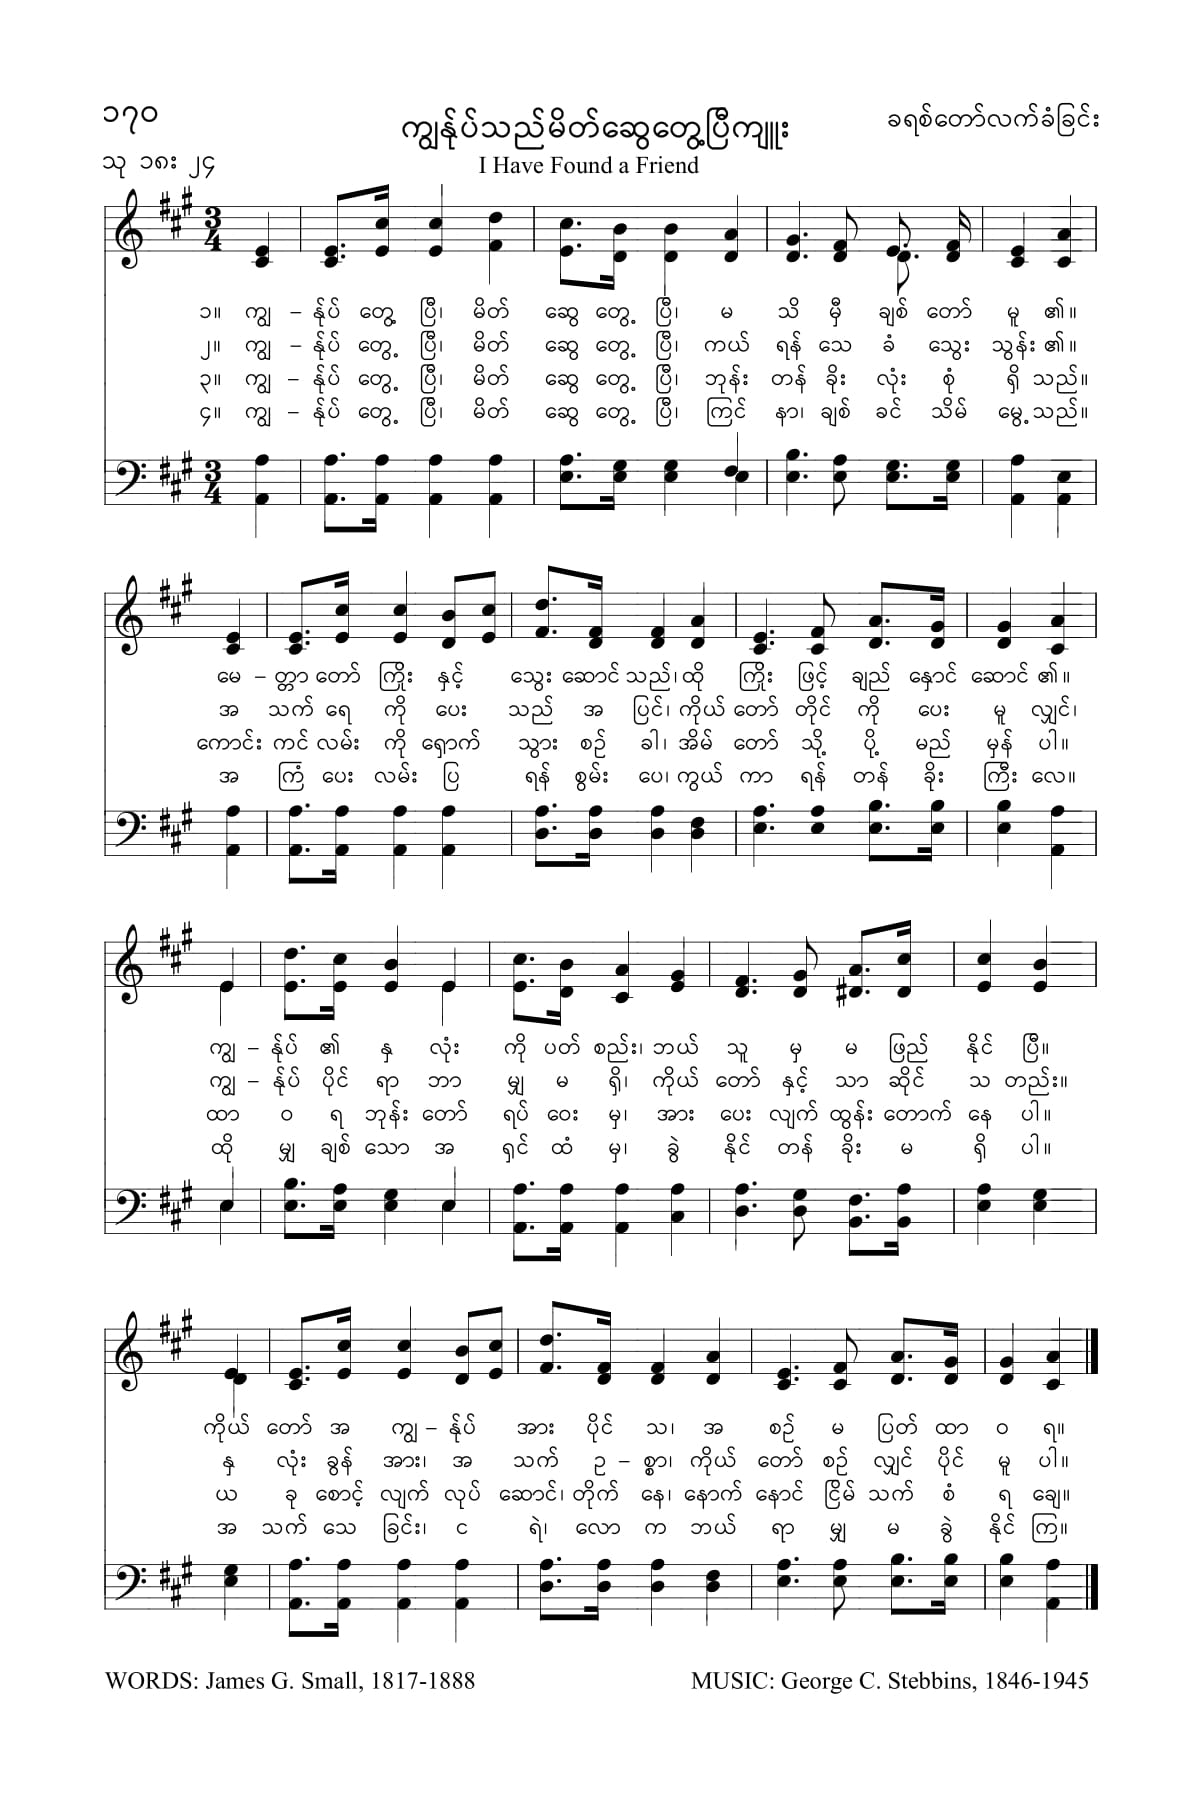 ၁၇၀
ကျွန်ုပ်သည်မိတ်ဆွေတွေ့ပြီကျူး
ခရစ်တော်လက်ခံခြင်း
သု ၁၈း ၂၄
I Have Found a Friend
၁။ ကျွ – န်ုပ် တွေ့ ပြီ၊ မိတ် ဆွေ တွေ့ ပြီ၊ မ သိ မှီ ချစ် တော် မူ ၏။
၂။ ကျွ – န်ုပ် တွေ့ ပြီ၊ မိတ် ဆွေ တွေ့ ပြီ၊ ကယ် ရန် သေ ခံ သွေး သွန်း ၏။
၃။ ကျွ – န်ုပ် တွေ့ ပြီ၊ မိတ် ဆွေ တွေ့ ပြီ၊ ဘုန်း တန် ခိုး လုံး စုံ ရှိ သည်။
၄။ ကျွ – န်ုပ် တွေ့ ပြီ၊ မိတ် ဆွေ တွေ့ ပြီ၊ ကြင် နာ၊ ချစ် ခင် သိမ် မွေ့ သည်။
မေ – တ္တာ တော် ကြိုး နှင့် သွေး ဆောင် သည်၊ ထို ကြိုး ဖြင့် ချည် နှောင် ဆောင် ၏။
အ သက် ရေ ကို ပေး သည် အ ပြင်၊ ကိုယ် တော် တိုင် ကို ပေး မူ လျှင်၊
ကောင်း ကင် လမ်း ကို ရှောက် သွား စဉ် ခါ၊ အိမ် တော် သို့ ပို့ မည် မှန် ပါ။
အ ကြံ ပေး လမ်း ပြ ရန် စွမ်း ပေ၊ ကွယ် ကာ ရန် တန် ခိုး ကြီး လေ။
ကျွ – န်ုပ် ၏ နှ လုံး ကို ပတ် စည်း၊ ဘယ် သူ မှ မ ဖြည် နိုင် ပြီ။
ကျွ – န်ုပ် ပိုင် ရာ ဘာ မျှ မ ရှိ၊ ကိုယ် တော် နှင့် သာ ဆိုင် သ တည်း။
ထာ ဝ ရ ဘုန်း တော် ရပ် ဝေး မှ၊ အား ပေး လျက် ထွန်း တောက် နေ ပါ။
ထို မျှ ချစ် သော အ ရှင် ထံ မှ၊ ခွဲ နိုင် တန် ခိုး မ ရှိ ပါ။
ကိုယ် တော် အ ကျွ – န်ုပ် အား ပိုင် သ၊ အ စဉ် မ ပြတ် ထာ ဝ ရ။
နှ လုံး ခွန် အား၊ အ သက် ဥ – စ္စာ၊ ကိုယ် တော် စဉ် လျှင် ပိုင် မူ ပါ။
ယ ခု စောင့် လျက် လုပ် ဆောင်၊ တိုက် နေ၊ နောက် နောင် ငြိမ် သက် စံ ရ ချေ။
အ သက် သေ ခြင်း၊ င ရဲ၊ လော က ဘယ် ရာ မျှ မ ခွဲ နိုင် ကြ။
WORDS: James G. Small, 1817-1888
MUSIC: George C. Stebbins, 1846-1945